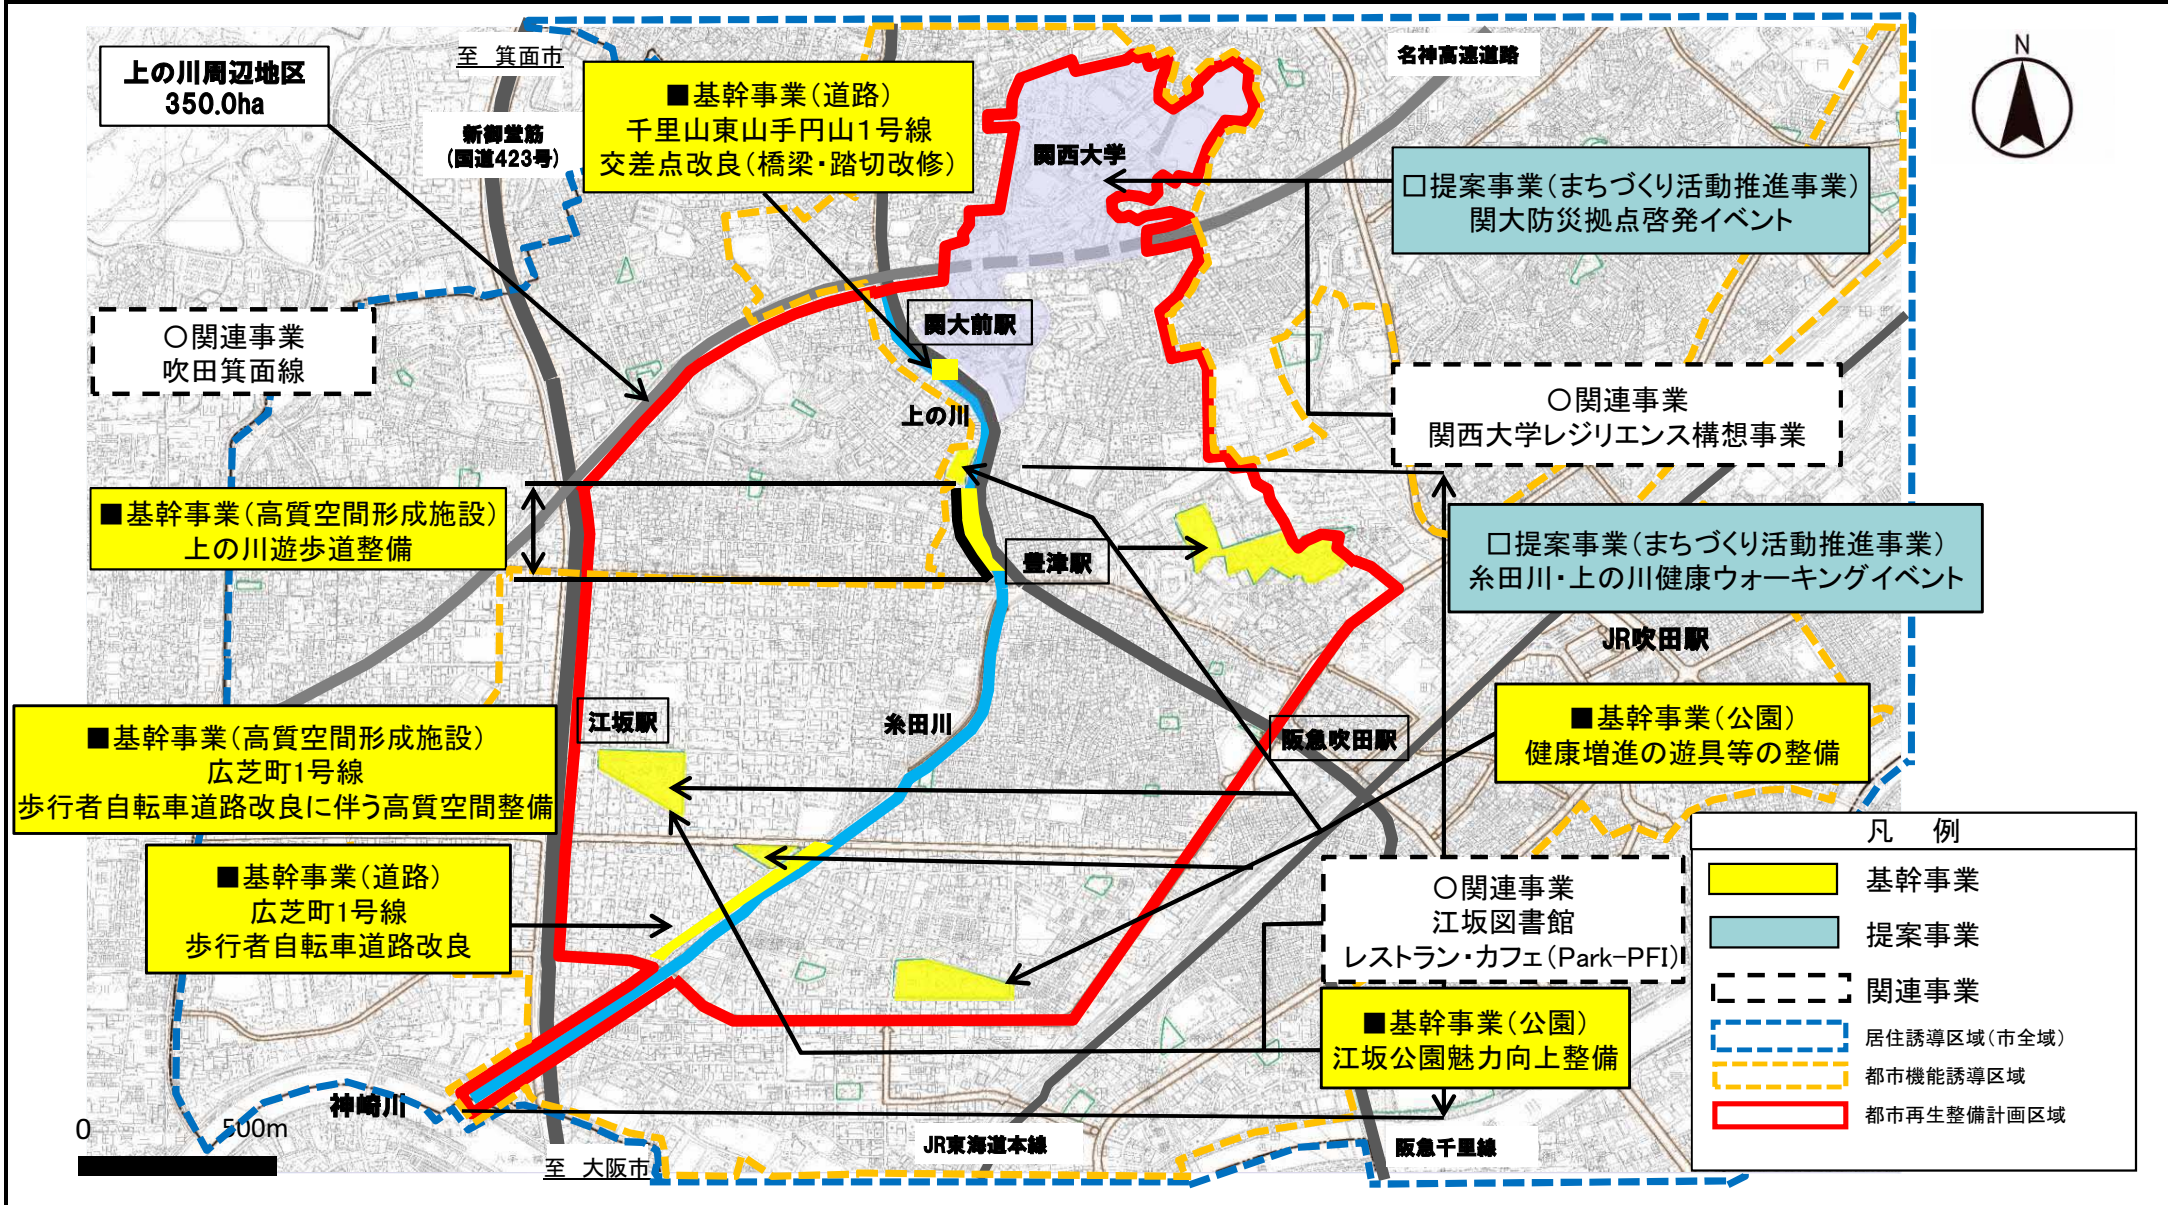 至 箕面市
名神高速道路
N
上の川周辺地区
350.0ha
■基幹事業(道路)
千里山東山手円山1号線
交差点改良(橋梁・踏切改修)
新御堂筋
(国道423号)
関西大学
□提案事業(まちづくり活動推進事業)
関大防災拠点啓発イベント
○関連事業
吹田箕面線
関大前駅
○関連事業
関西大学レジリエンス構想事業
上の川
■基幹事業(高質空間形成施設)
上の川遊歩道整備
豊津駅
□提案事業(まちづくり活動推進事業)
糸田川・上の川健康ウォーキングイベント
JR吹田駅
江坂駅
糸田川
阪急吹田駅
■基幹事業(公園)
健康増進の遊具等の整備
■基幹事業(高質空間形成施設)
広芝町1号線
歩行者自転車道路改良に伴う高質空間整備
■基幹事業(道路)
広芝町1号線
歩行者自転車道路改良
○関連事業
江坂図書館
レストラン・カフェ(Park-PFI)
■基幹事業(公園)
江坂公園魅力向上整備
神崎川
0 500m
至 大阪市
JR東海道本線
阪急千里線
凡 例
基幹事業
提案事業
関連事業
居住誘導区域(市全域)
都市機能誘導区域
都市再生整備計画区域